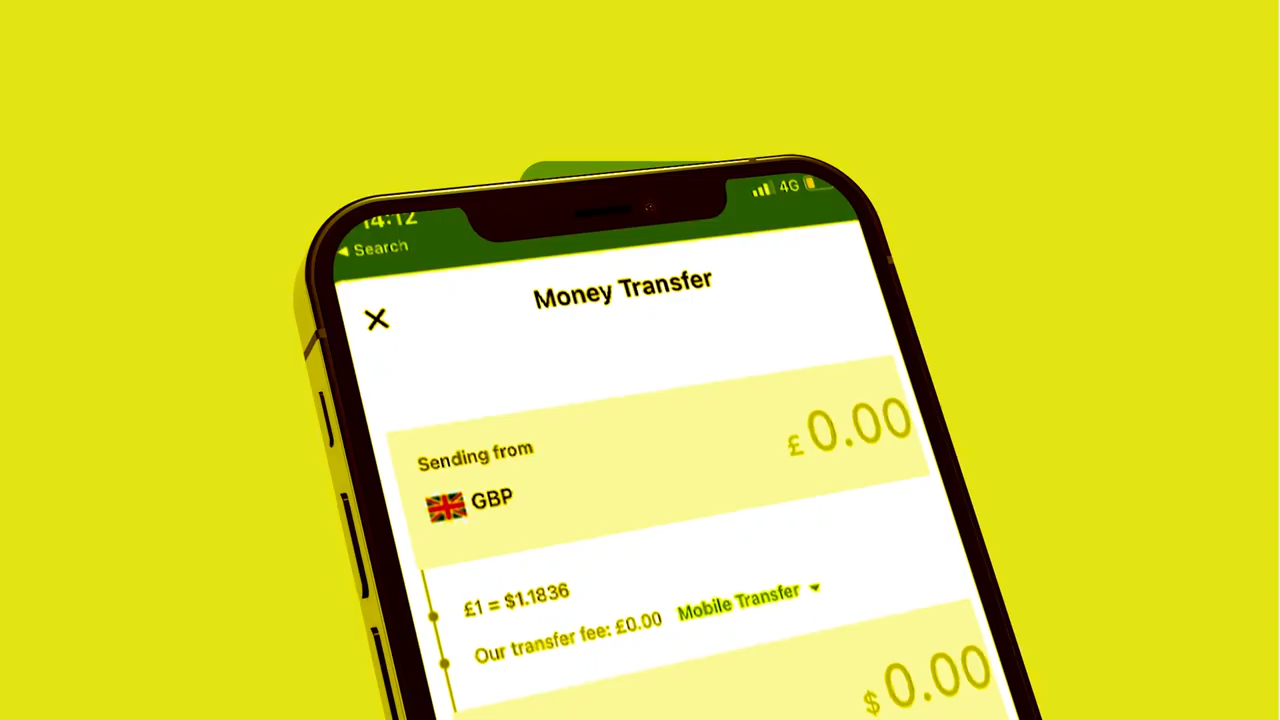 14:12
4G
◀ Search
Money Transfer
Sending from
£0.00
GBP
£1 = $1.1836
Our transfer fee: £0.00 Mobile Transfer
$0.00